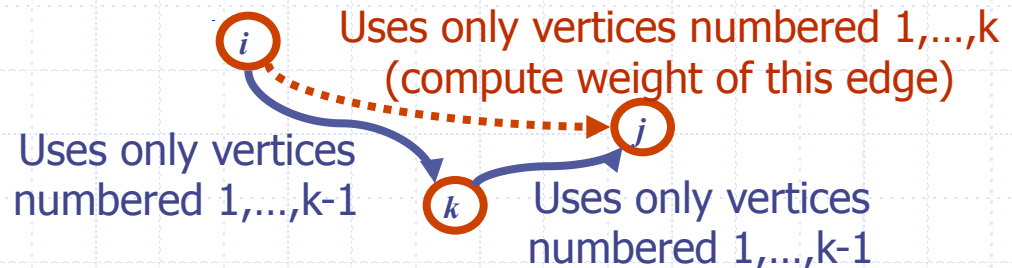 i
Uses only vertices numbered 1,...,k
(compute weight of this edge)
j
Uses only vertices
numbered 1,...,k-1
k
Uses only vertices
numbered 1,...,k-1